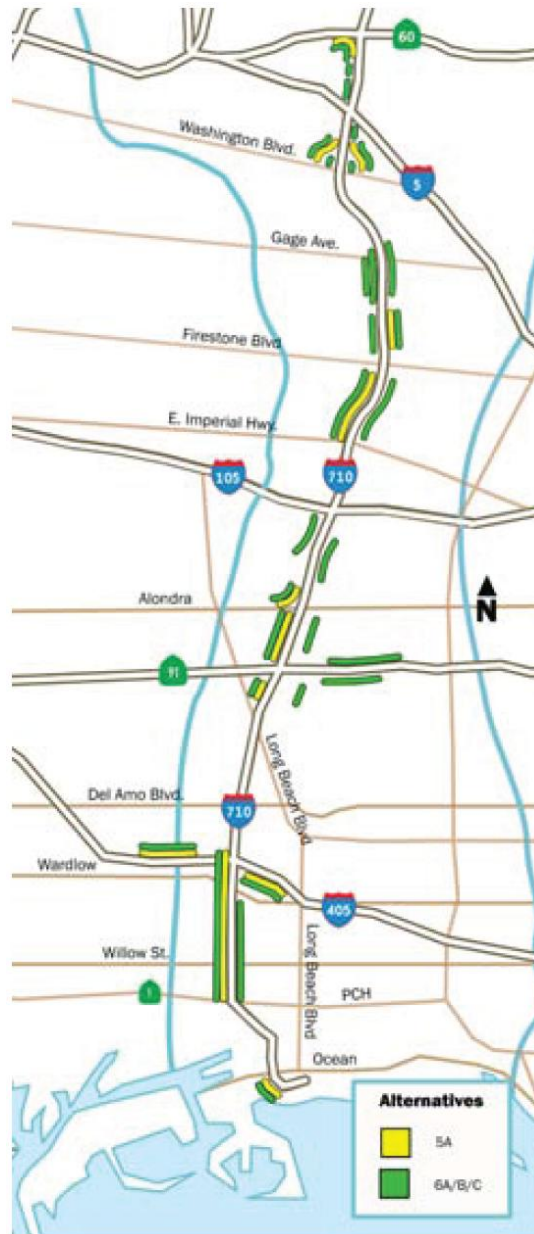 60
Washington Blvd.
5
Gage Ave.
Firestone Blvd
E. Imperial Hwy.
105
710
Alondra
N
91
Long Beach Blvd
Del Amo Blvd.
710
Wardlow
405
Willow St.
Long Beach Blvd
1
PCH
Ocean
Alternatives
5A
6A/B/C